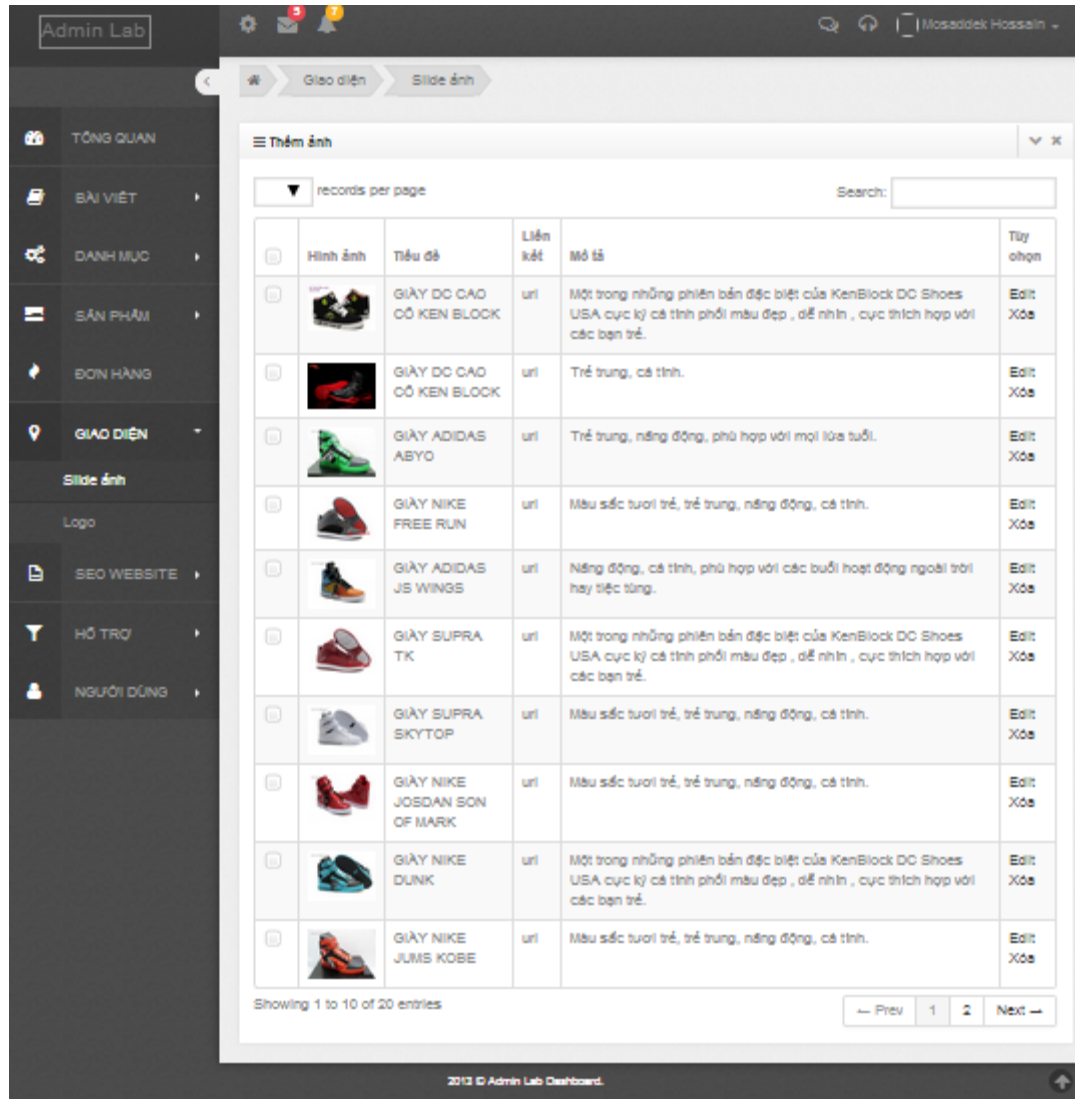 Admin Lab
5
7
Mosaddek Hossain
Giao diện
Slide ảnh
TỔNG QUAN
BÀI VIẾT
DANH MỤC
SẢN PHẨM
ĐƠN HÀNG
GIAO DIỆN
Slide ảnh
Logo
SEO WEBSITE
HỖ TRỢ
NGƯỜI DÙNG
Thêm ảnh
records per page
Search:
Hình ảnh
Tiêu đề
Liên
kết
Mô tả
Tùy
chọn
GIÀY DC CAO
CỔ KEN BLOCK
url
Một trong những phiên bản đặc biệt của KenBlock DC Shoes
USA cực kỳ cá tính phối màu đẹp , dễ nhìn , cực thích hợp với
các bạn trẻ.
Edit
Xóa
GIÀY DC CAO
CỔ KEN BLOCK
url
Trẻ trung, cá tính.
Edit
Xóa
GIÀY ADIDAS
ABYO
url
Trẻ trung, năng động, phù hợp với mọi lứa tuổi.
Edit
Xóa
GIÀY NIKE
FREE RUN
url
Màu sắc tươi trẻ, trẻ trung, năng động, cá tính.
Edit
Xóa
GIÀY ADIDAS
JS WINGS
url
Năng động, cá tính, phù hợp với các buổi hoạt động ngoài trời
hay tiệc tùng.
Edit
Xóa
GIÀY SUPRA
TK
url
Một trong những phiên bản đặc biệt của KenBlock DC Shoes
USA cực kỳ cá tính phối màu đẹp , dễ nhìn , cực thích hợp với
các bạn trẻ.
Edit
Xóa
GIÀY SUPRA
SKYTOP
url
Màu sắc tươi trẻ, trẻ trung, năng động, cá tính.
Edit
Xóa
GIÀY NIKE
JOSDAN SON
OF MARK
url
Màu sắc tươi trẻ, trẻ trung, năng động, cá tính.
Edit
Xóa
GIÀY NIKE
DUNK
url
Một trong những phiên bản đặc biệt của KenBlock DC Shoes
USA cực kỳ cá tính phối màu đẹp , dễ nhìn , cực thích hợp với
các bạn trẻ.
Edit
Xóa
GIÀY NIKE
JUMS KOBE
url
Màu sắc tươi trẻ, trẻ trung, năng động, cá tính.
Edit
Xóa
Showing 1 to 10 of 20 entries
← Prev 1 2 Next →
2013 © Admin Lab Dashboard.